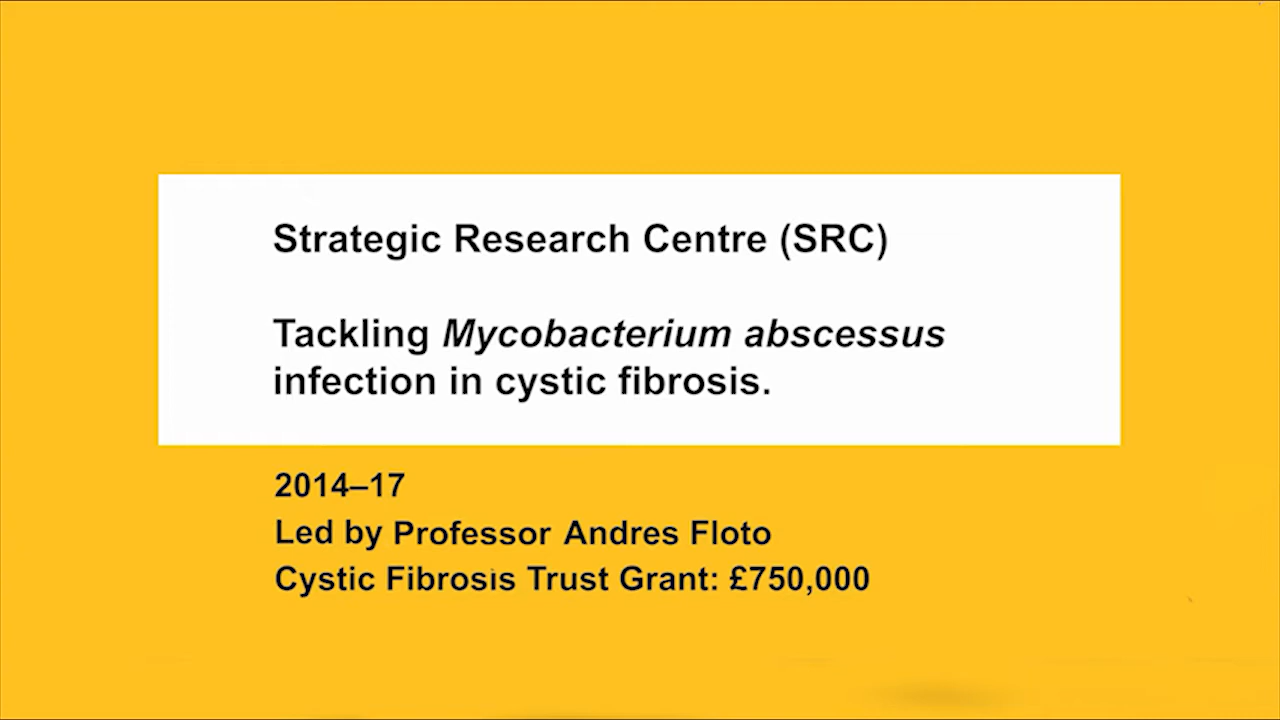 Strategic Research Centre (SRC)
Tackling Mycobacterium abscessus
infection in cystic fibrosis.
2014–17
Led by Professor Andres Floto
Cystic Fibrosis Trust Grant: £750,000